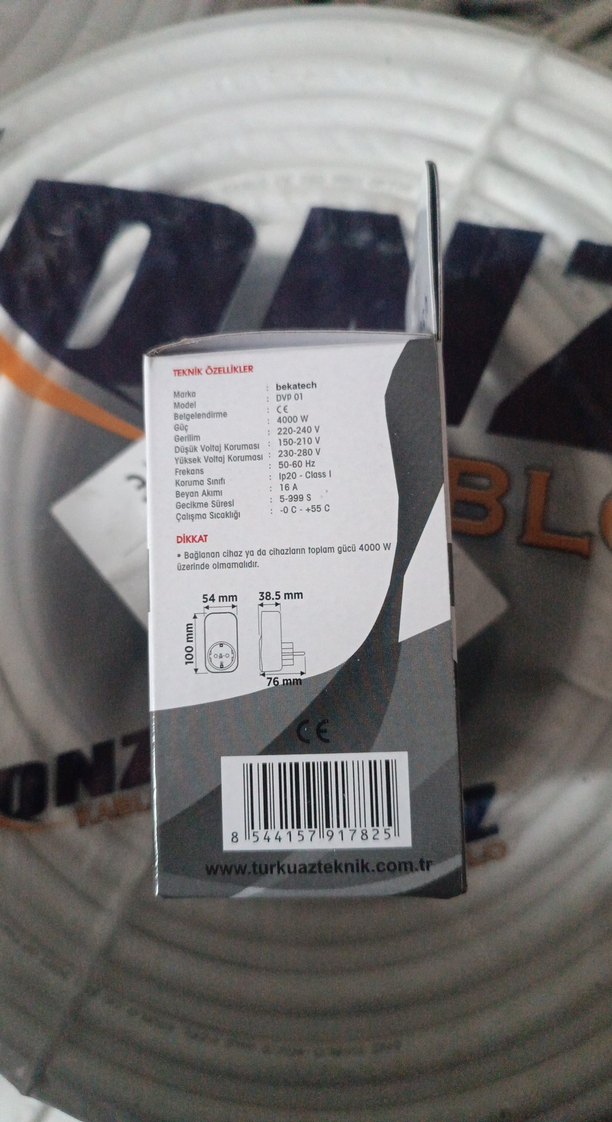 TEKNİK ÖZELLİKLER
Marka : bekatech
Model : DVP 01
Belgelendirme : CE
Güç : 4000 W
Gerilim : 220-240 V
Düşük Voltaj Koruması : 150-210 V
Yüksek Voltaj Koruması : 230-280 V
Frekans : 50-60 Hz
Koruma Sınıfı : Ip20 - Class I
Beyan Akımı : 16 A
Gecikme Süresi : 5-999 S
Çalışma Sıcaklığı : -0 C - +55 C
DİKKAT
• Bağlanan cihaz ya da cihazların toplam gücü 4000 W
üzerinde olmamalıdır.
54 mm
38.5 mm
100 mm
76 mm
CE
8 544157 917825
www.turkuazteknik.com.tr